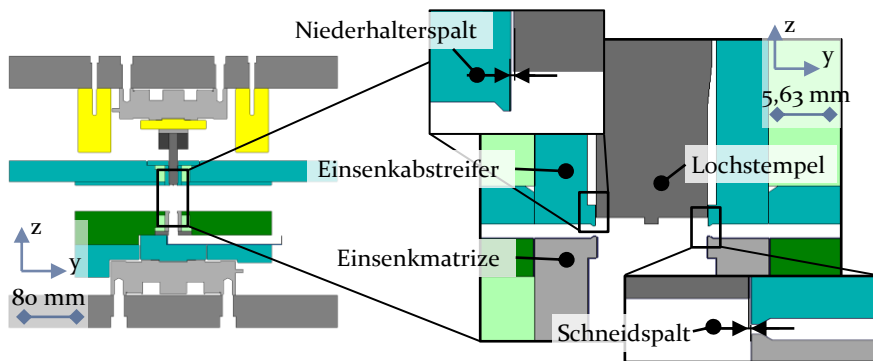 Niederhalterspalt
z
y
5,63 mm
Einsenkabstreifer
Lochstempel
z
y
Einsenkmatrize
80 mm
Schneidspalt